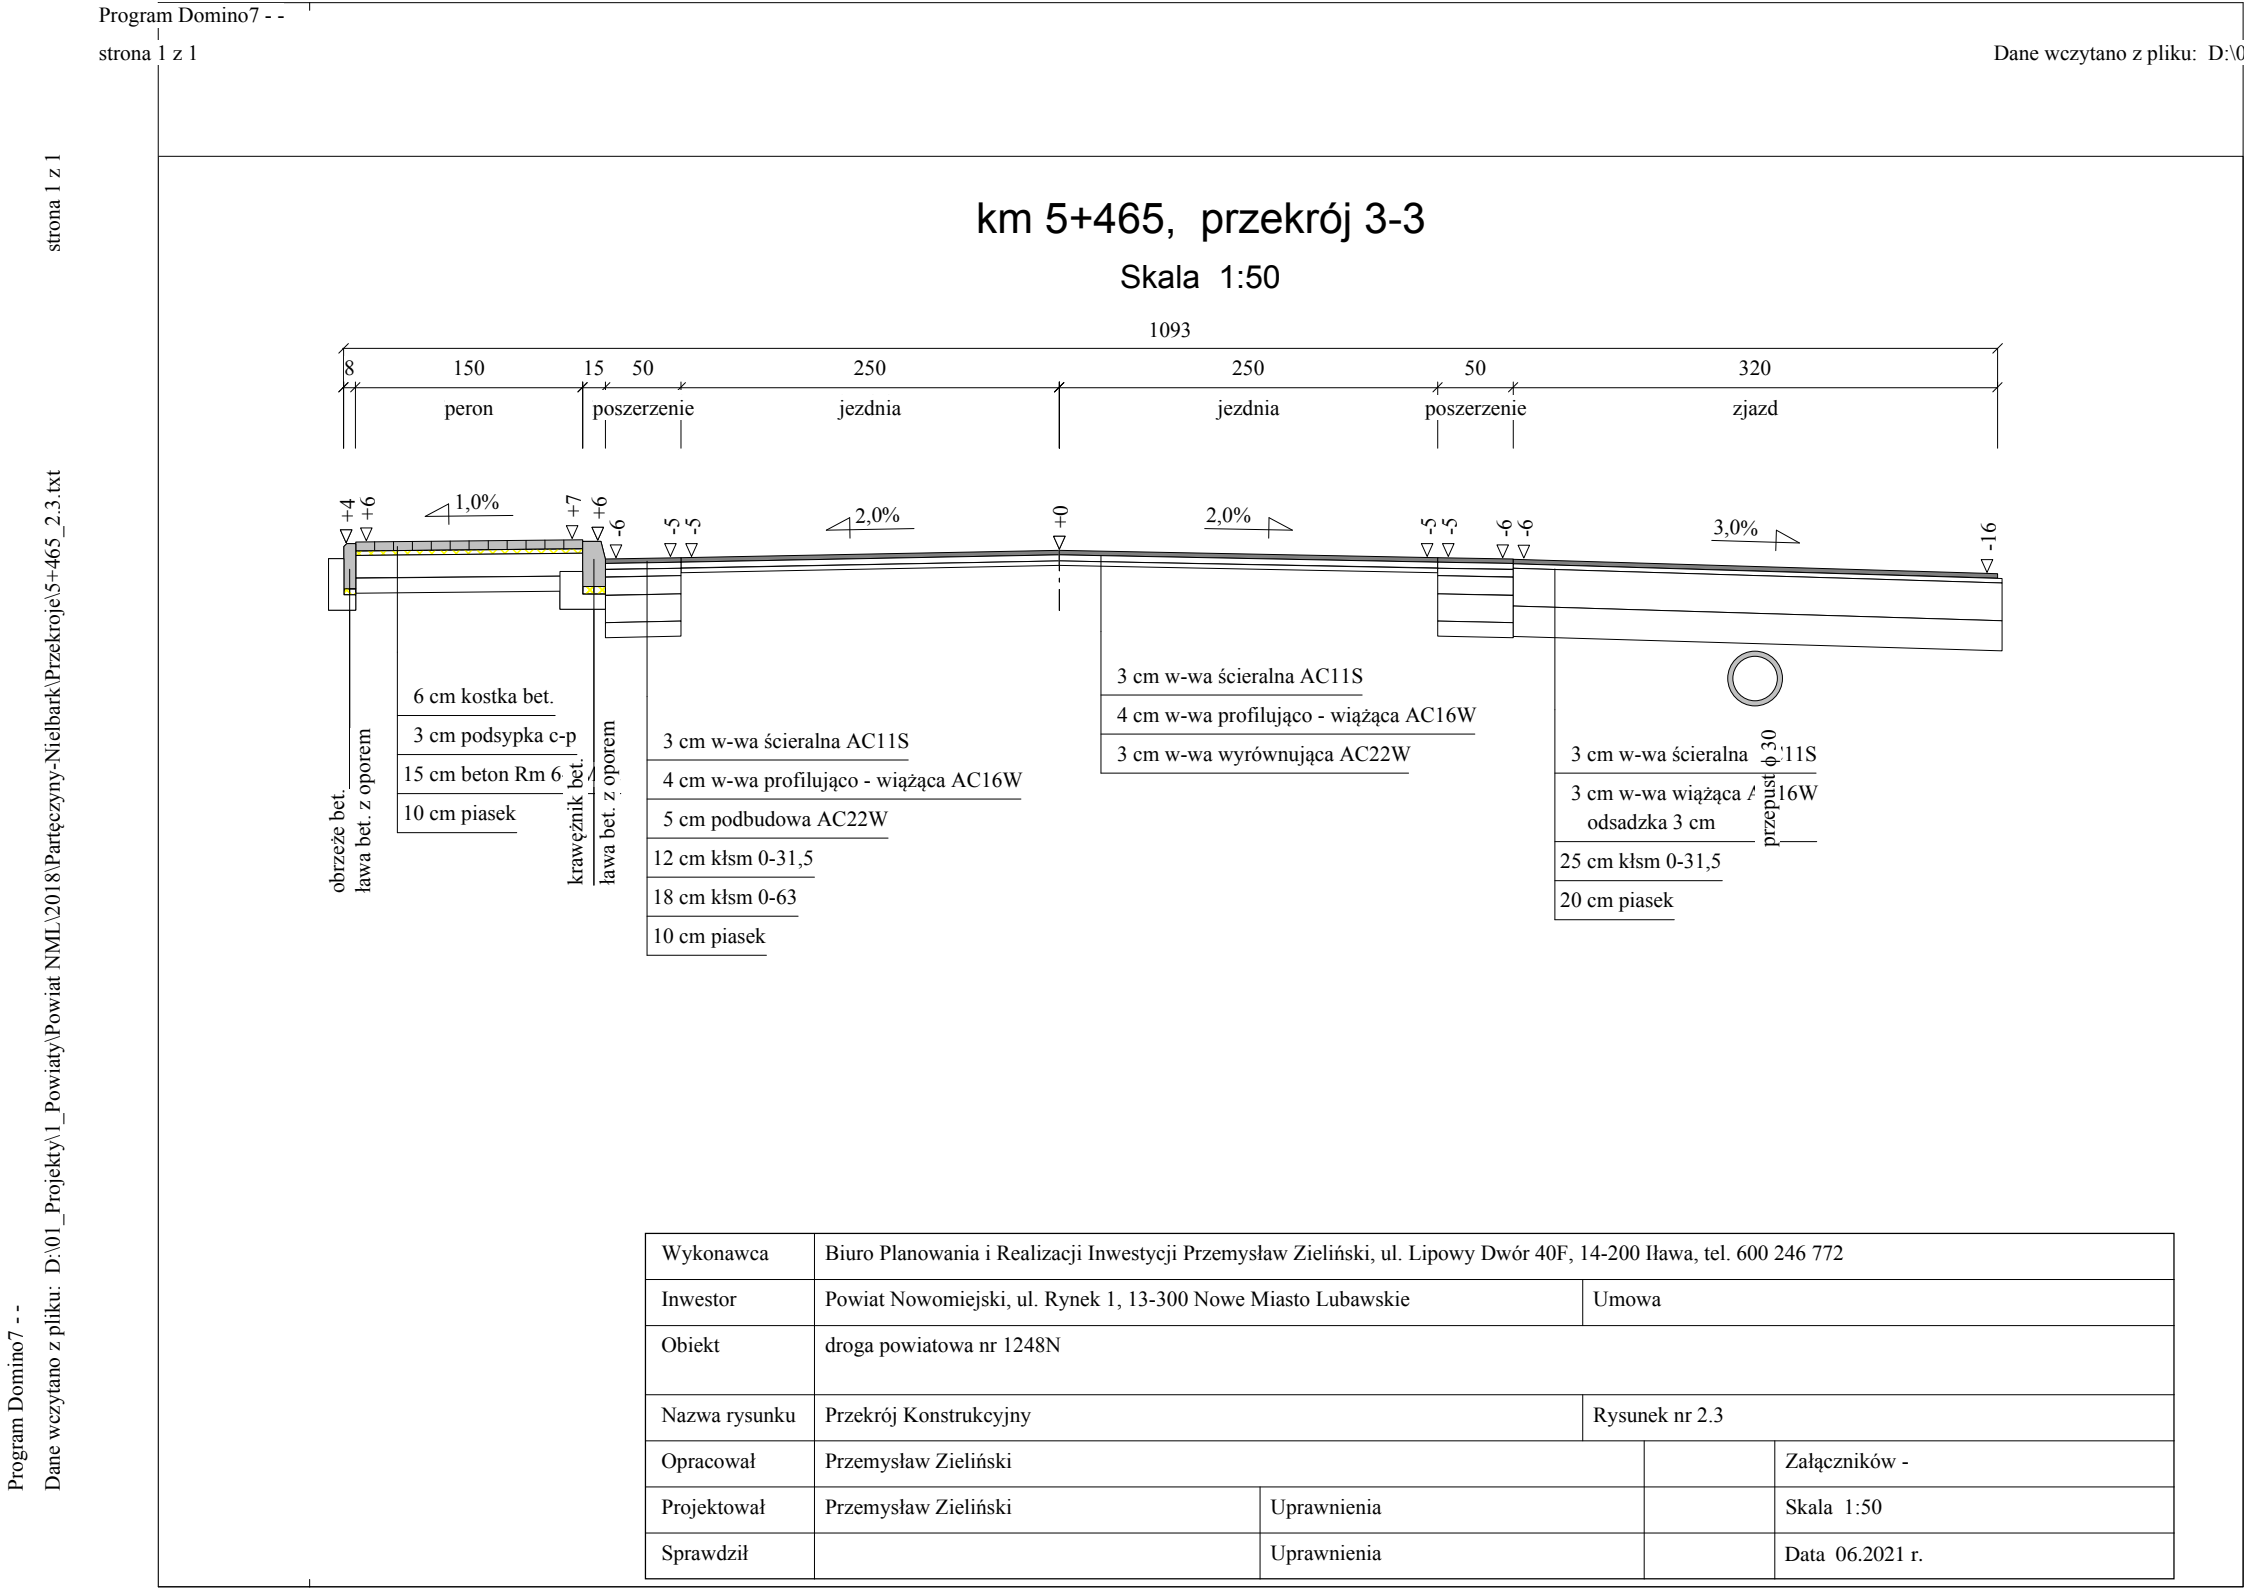 Program Domino7 - -
strona 1 z 1
Dane wczytano z pliku: D:\0
strona 1 z 1
Program Domino7 - -
Dane wczytano z pliku: D:\01_Projekty\1_Powiaty\Powiat NML\2018\Partęczyny-Nielbark\Przekroje\5+465_2.3.txt
km 5+465, przekrój 3-3
Skala 1:50
1093
8 150 15 50 250 250 50 320
peron poszerzenie jezdnia jezdnia poszerzenie zjazd
+4 +6 1,0% +7 +6 -6 -5 -5 2,0% +0 2,0% -5 -5 -6 -6 3,0% -16
obrzeże bet.
ława bet. z oporem
6 cm kostka bet.
3 cm podsypka c-p
15 cm beton Rm 6-
10 cm piasek
krawężnik bet.
ława bet. z oporem
3 cm w-wa ścieralna AC11S
4 cm w-wa profilująco - wiążąca AC16W
5 cm podbudowa AC22W
12 cm kłsm 0-31,5
18 cm kłsm 0-63
10 cm piasek
3 cm w-wa ścieralna AC11S
4 cm w-wa profilująco - wiążąca AC16W
3 cm w-wa wyrównująca AC22W
3 cm w-wa ścieralna 11S
3 cm w-wa wiążąca A 16W
odsadzka 3 cm
25 cm kłsm 0-31,5
20 cm piasek
przepust ϕ 30
Wykonawca Biuro Planowania i Realizacji Inwestycji Przemysław Zieliński, ul. Lipowy Dwór 40F, 14-200 Iława, tel. 600 246 772
Inwestor Powiat Nowomiejski, ul. Rynek 1, 13-300 Nowe Miasto Lubawskie Umowa
Obiekt droga powiatowa nr 1248N
Nazwa rysunku Przekrój Konstrukcyjny Rysunek nr 2.3
Opracował Przemysław Zieliński Załączników -
Projektował Przemysław Zieliński Uprawnienia Skala 1:50
Sprawdził Uprawnienia Data 06.2021 r.